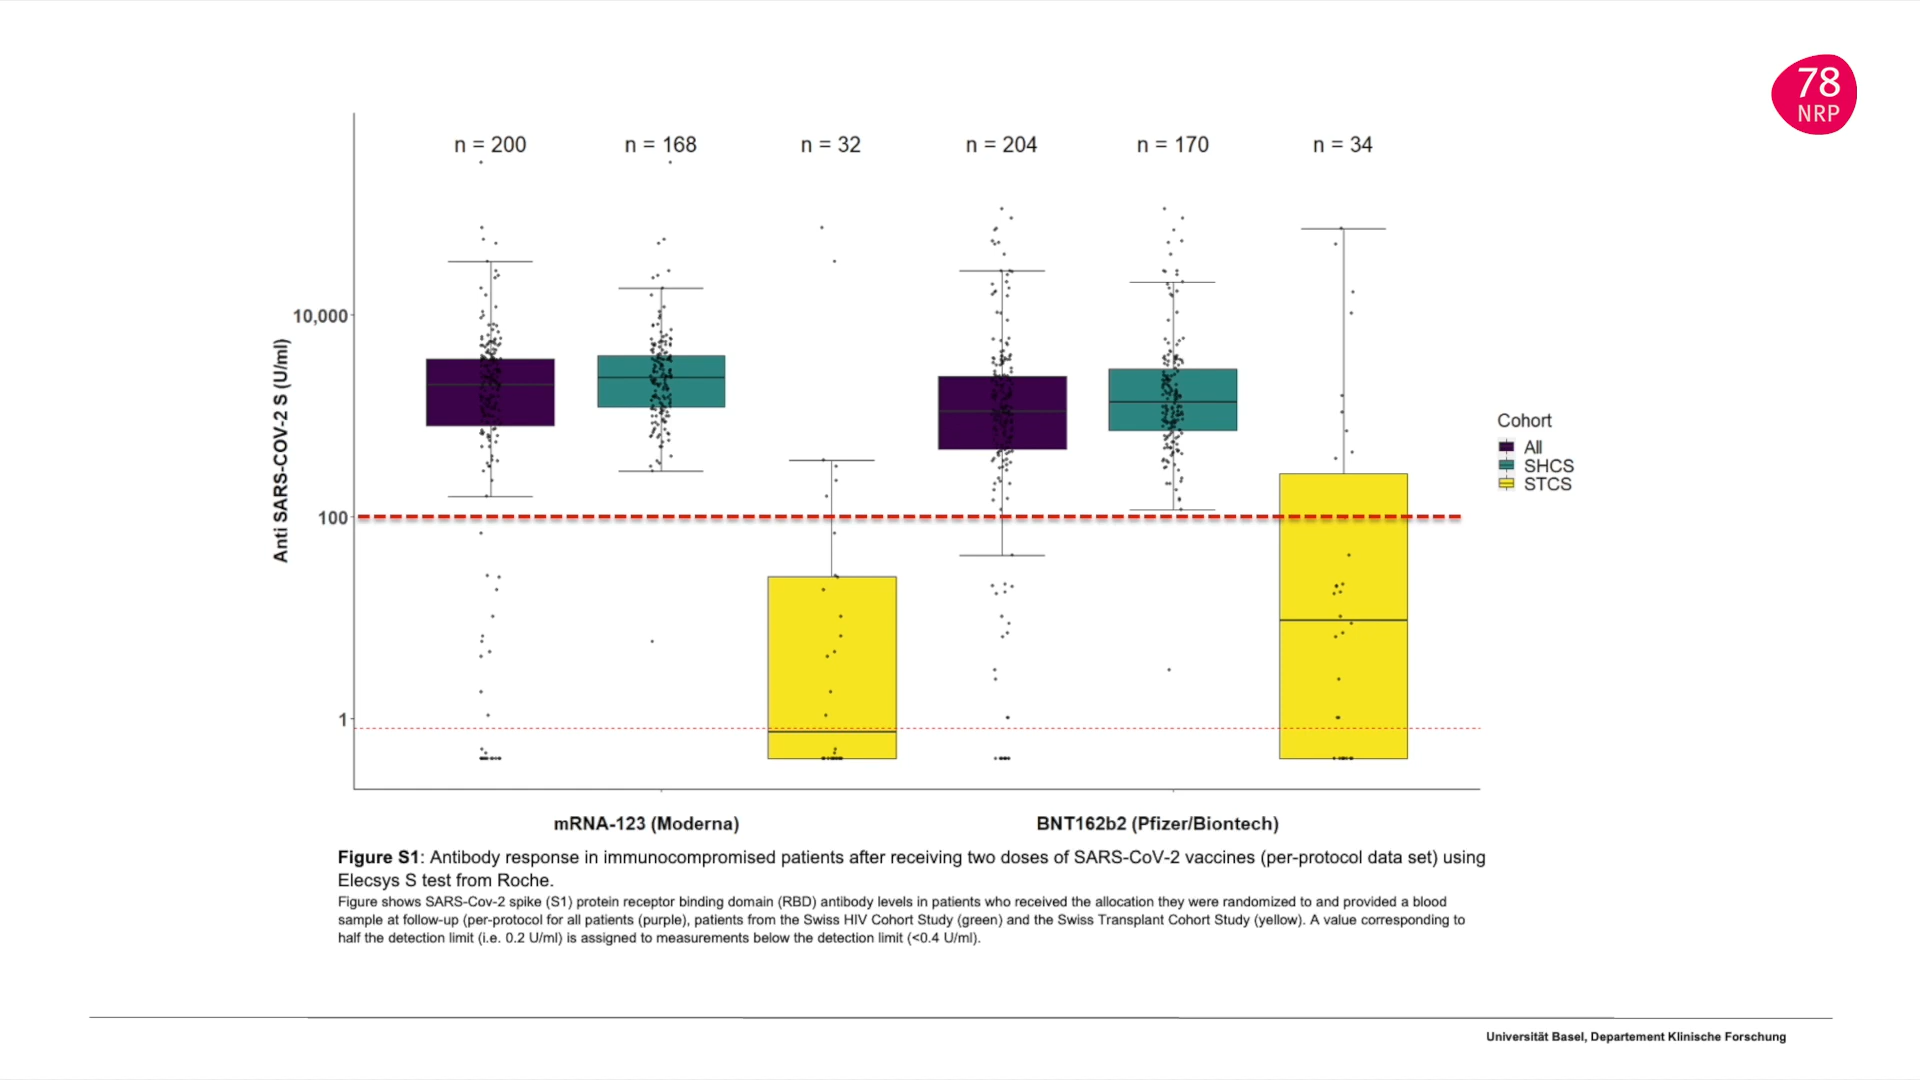 78
NRP
n = 200
n = 168
n = 32
n = 204
n = 170
n = 34
10,000
100
1
Anti SARS-COV-2 S (U/ml)
Cohort
All
SHCS
STCS
mRNA-123 (Moderna)
BNT162b2 (Pfizer/Biontech)
Figure S1: Antibody response in immunocompromised patients after receiving two doses of SARS-CoV-2 vaccines (per-protocol data set) using
Elecsys S test from Roche.
Figure shows SARS-Cov-2 spike (S1) protein receptor binding domain (RBD) antibody levels in patients who received the allocation they were randomized to and provided a blood
sample at follow-up (per-protocol for all patients (purple), patients from the Swiss HIV Cohort Study (green) and the Swiss Transplant Cohort Study (yellow). A value corresponding to
half the detection limit (i.e. 0.2 U/ml) is assigned to measurements below the detection limit (<0.4 U/ml).
Universität Basel, Departement Klinische Forschung